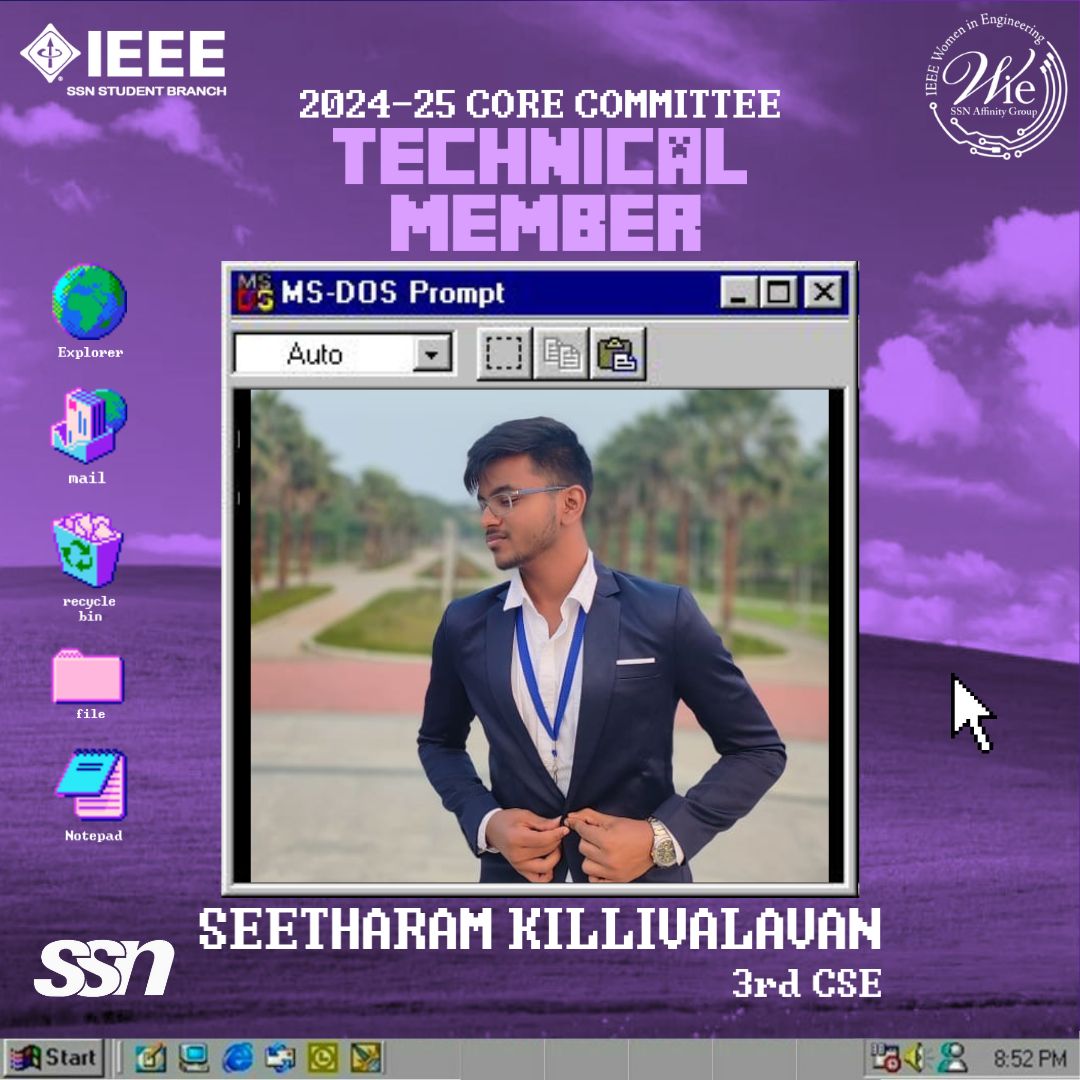 IEEE
SSN STUDENT BRANCH
IEEE Women in Engineering
WIE
SSN Affinity Group
2024-25 CORE COMMITTEE
TECHNICAL
MEMBER
MS-DOS Prompt
Auto
Explorer
mail
recycle
bin
file
Notepad
SEETHARAM KILLIVALAVAN
3rd CSE
ssn
Start
8:52 PM